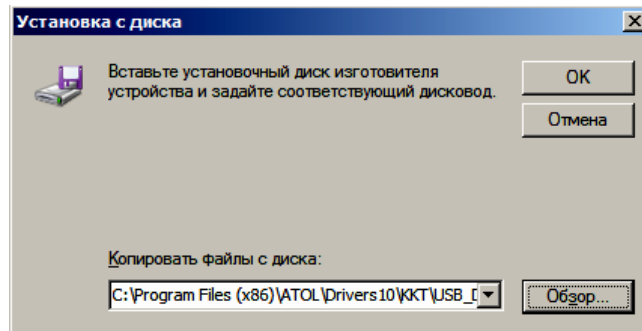 Установка с диска
Вставьте установочный диск изготовителя
устройства и задайте соответствующий дисковод.
OK
Отмена
Копировать файлы с диска:
C:\Program Files (x86)\ATOL\Drivers10\KKT\USB_D
Обзор...